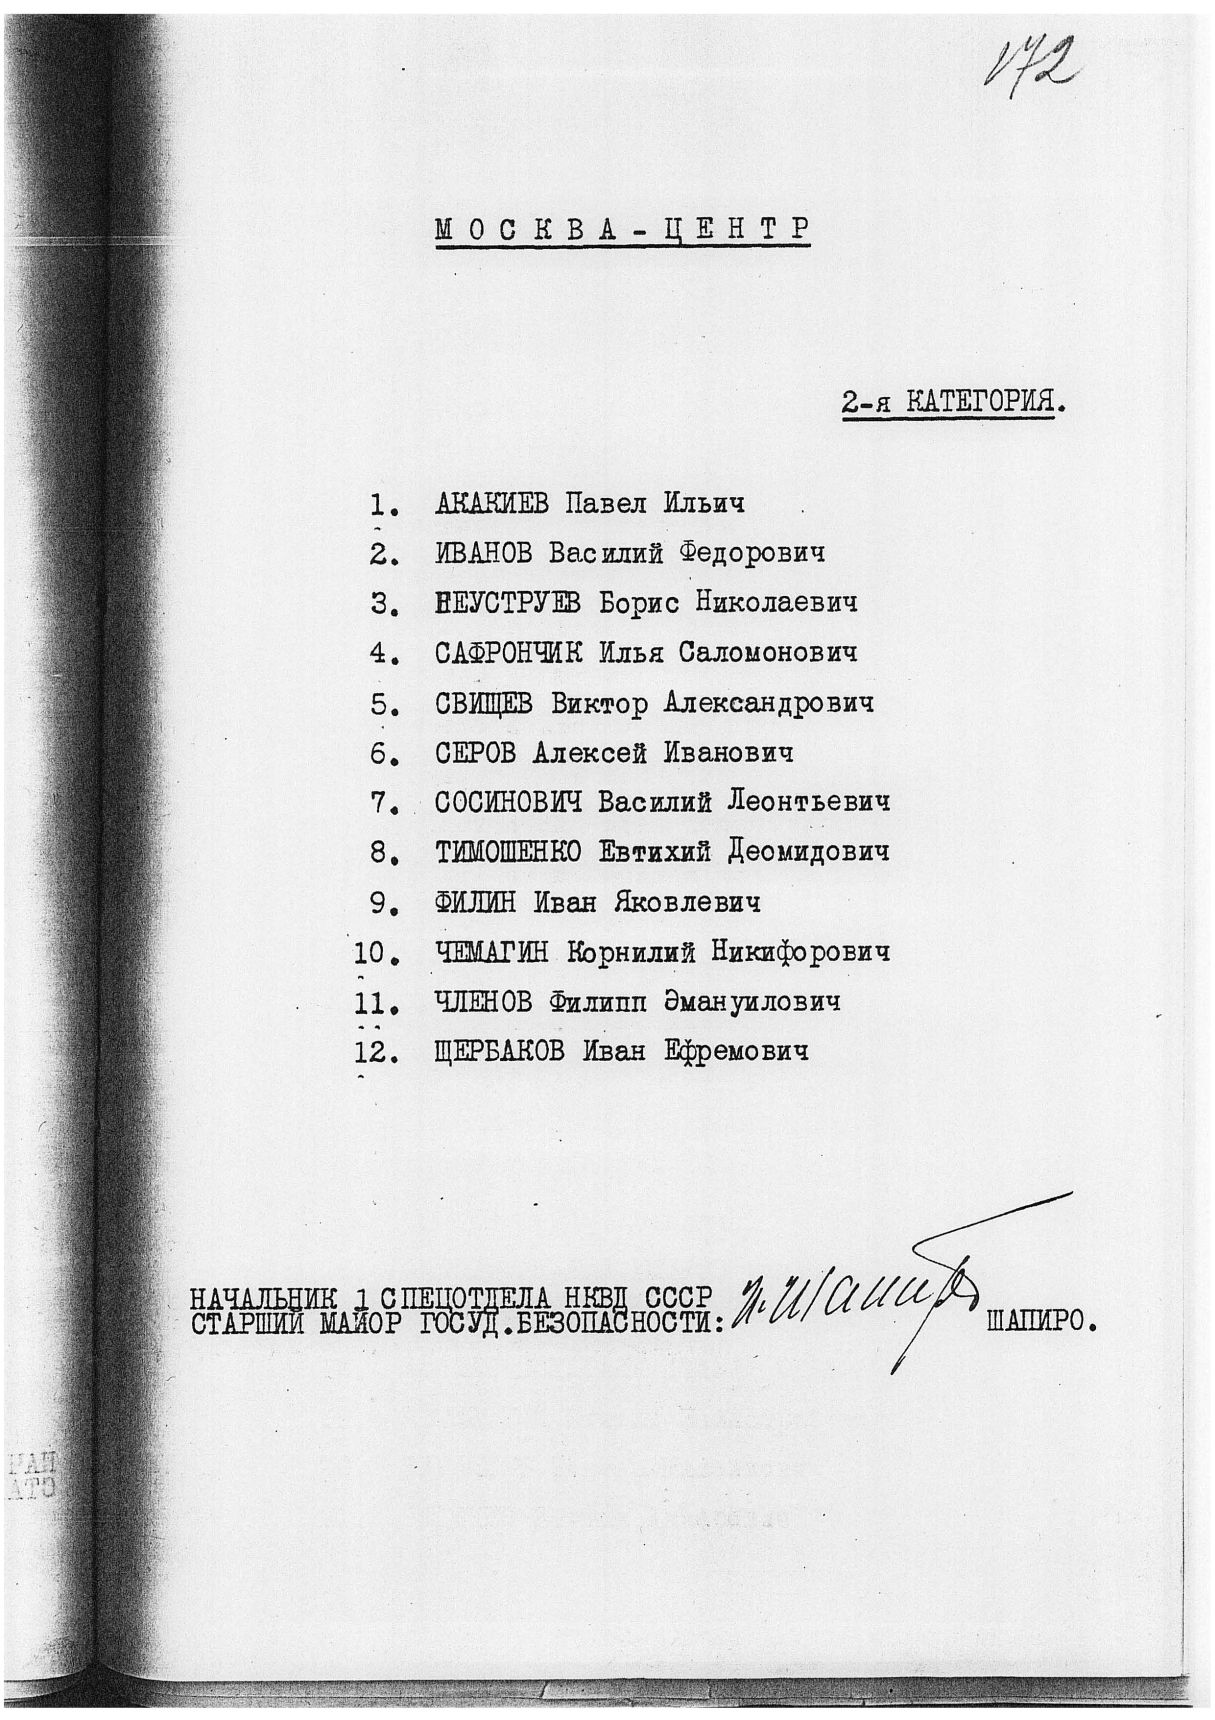 172
МОСКВА-ЦЕНТР
2-я КАТЕГОРИЯ.
1. АКАКИЕВ Павел Ильич
2. ИВАНОВ Василий Федорович
3. НЕУСТРУЕВ Борис Николаевич
4. САФРОНЧИК Илья Саломонович
5. СВИЩЕВ Виктор Александрович
6. СЕРОВ Алексей Иванович
7. СОСИНОВИЧ Василий Леонтьевич
8. ТИМОШЕНКО Евтихий Деомидович
9. ФИЛИН Иван Яковлевич
10. ЧЕМАГИН Корнилий Никифорович
11. ЧЛЕНОВ Филипп Эмануилович
12. ЩЕРБАКОВ Иван Ефремович
НАЧАЛЬНИК 1 СПЕЦОТДЕЛА НКВД СССР
СТАРШИЙ МАЙОР ГОСУД.БЕЗОПАСНОСТИ: ШАПИРО.